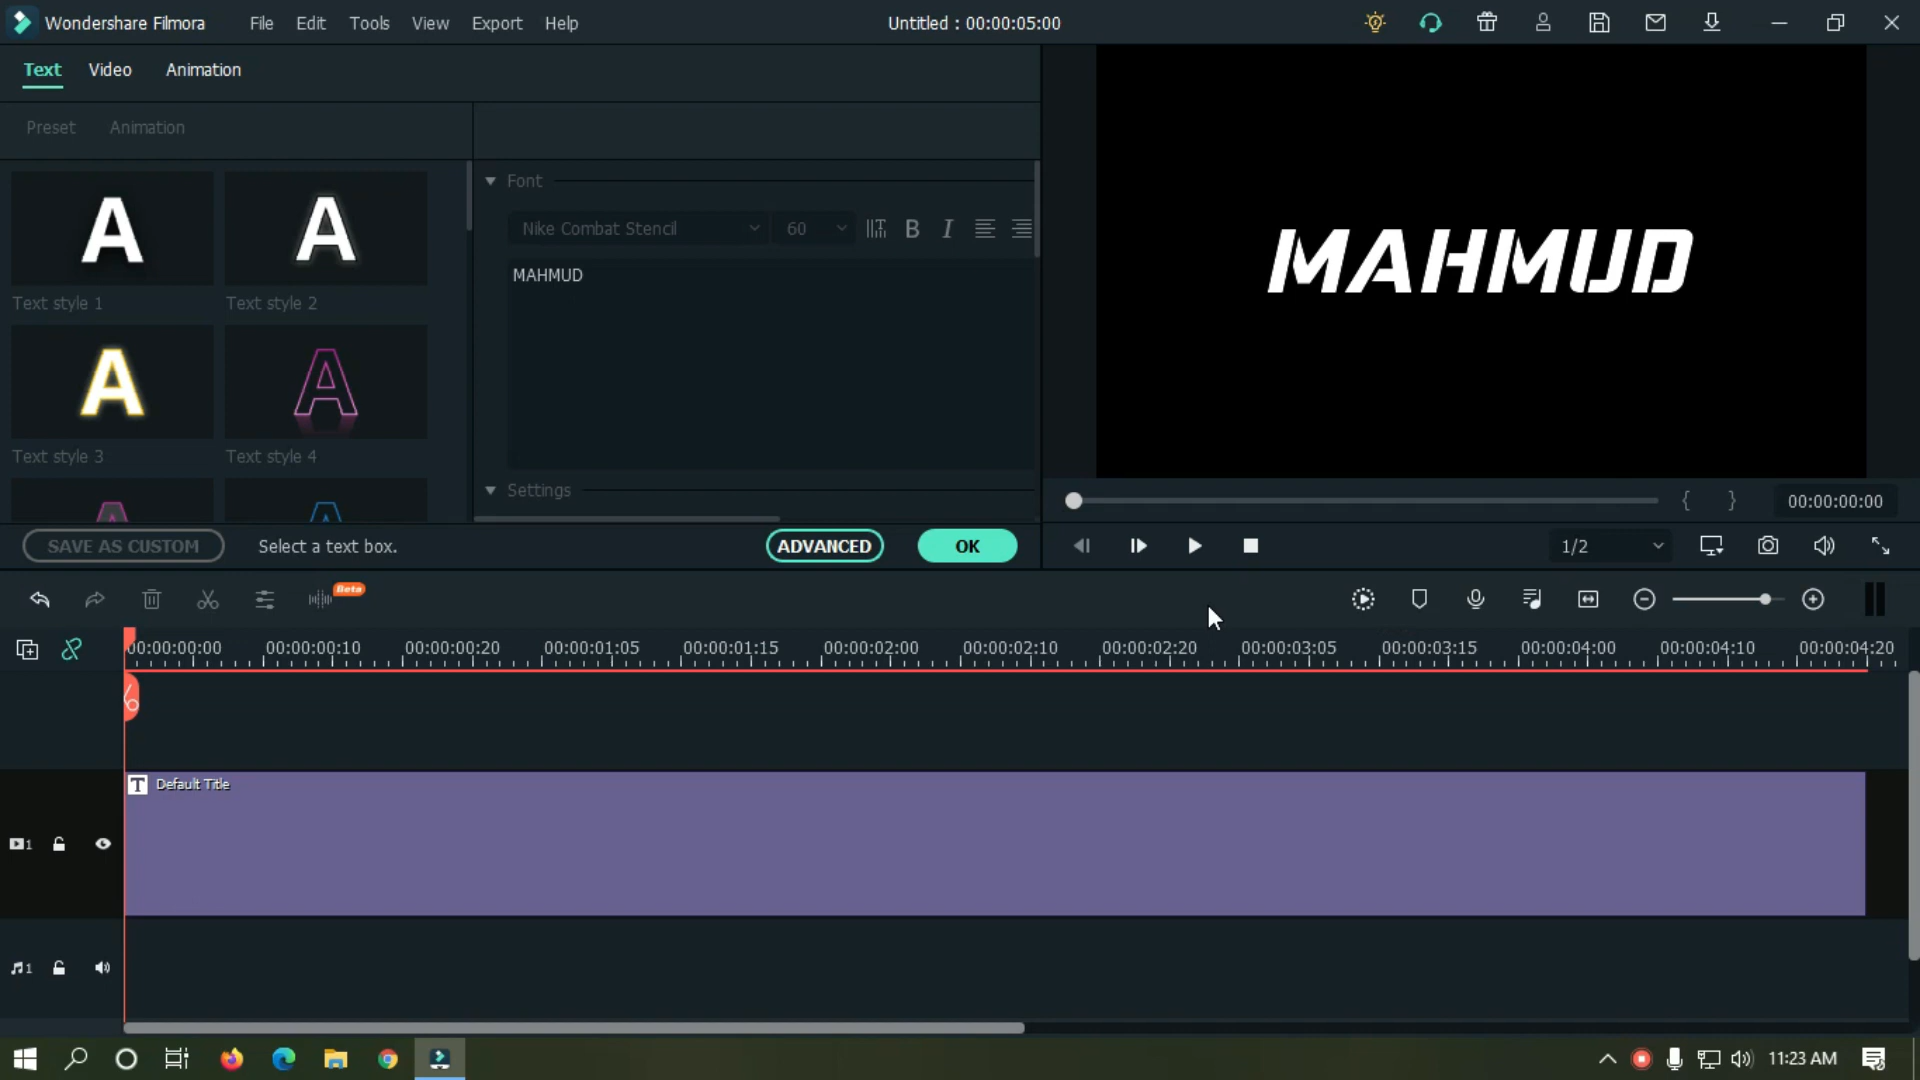 Wondershare Filmora File Edit Tools View Export Help Untitled : 00:00:05:00
Text Video Animation
Preset Animation
Font
Nike Combat Stencil 60 B I
MAHMUD
MAHMUD
A A
Text style 1 Text style 2
A A
Text style 3 Text style 4
Settings
{ } 00:00:00:00
SAVE AS CUSTOM Select a text box. ADVANCED OK 1/2
Beta
00:00:00:00 00:00:00:10 00:00:00:20 00:00:01:05 00:00:01:15 00:00:02:00 00:00:02:10 00:00:02:20 00:00:03:05 00:00:03:15 00:00:04:00 00:00:04:10 00:00:04:20
T Default Title
1
1
11:23 AM